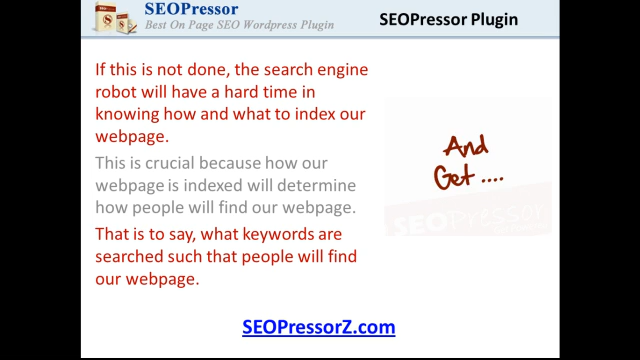 SEOPressor
Best On Page SEO Wordpress Plugin
SEOPressor Plugin
If this is not done, the search engine
robot will have a hard time in
knowing how and what to index our
webpage.
This is crucial because how our
webpage is indexed will determine
how people will find our webpage.
That is to say, what keywords are
searched such that people will find
our webpage.
And
Get ....
SEOPressor
SEOPressorZ.com